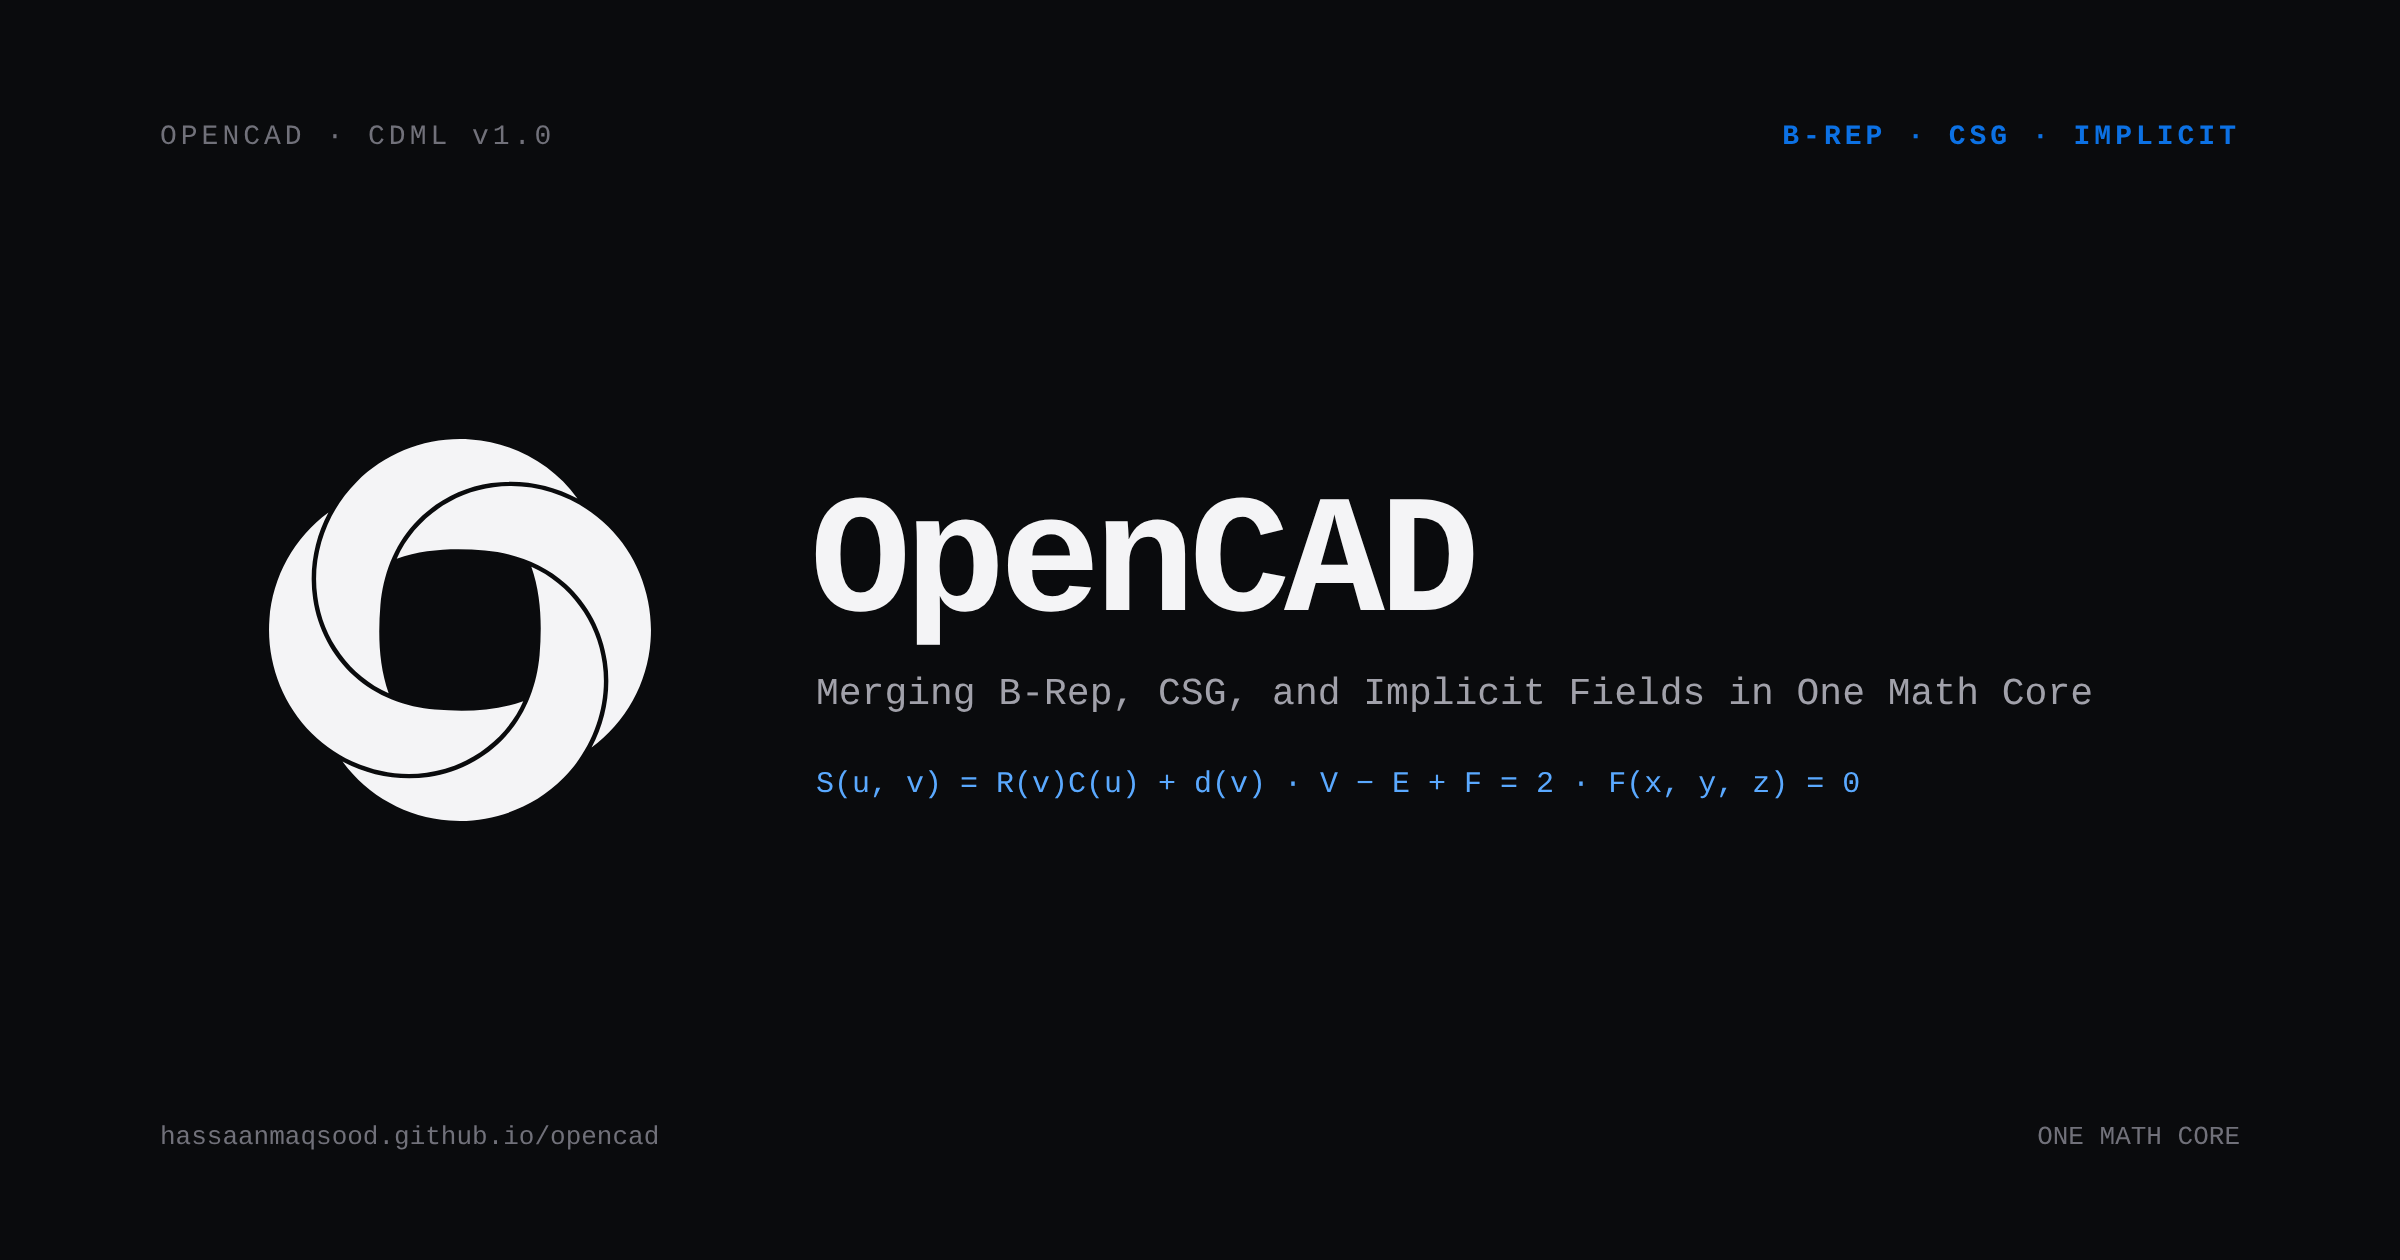 OPENCAD · CDML v1.0
B-REP · CSG · IMPLICIT
OpenCAD
Merging B-Rep, CSG, and Implicit Fields in One Math Core
S(u, v) = R(v)C(u) + d(v) · V − E + F = 2 · F(x, y, z) = 0
hassaanmaqsood.github.io/opencad
ONE MATH CORE